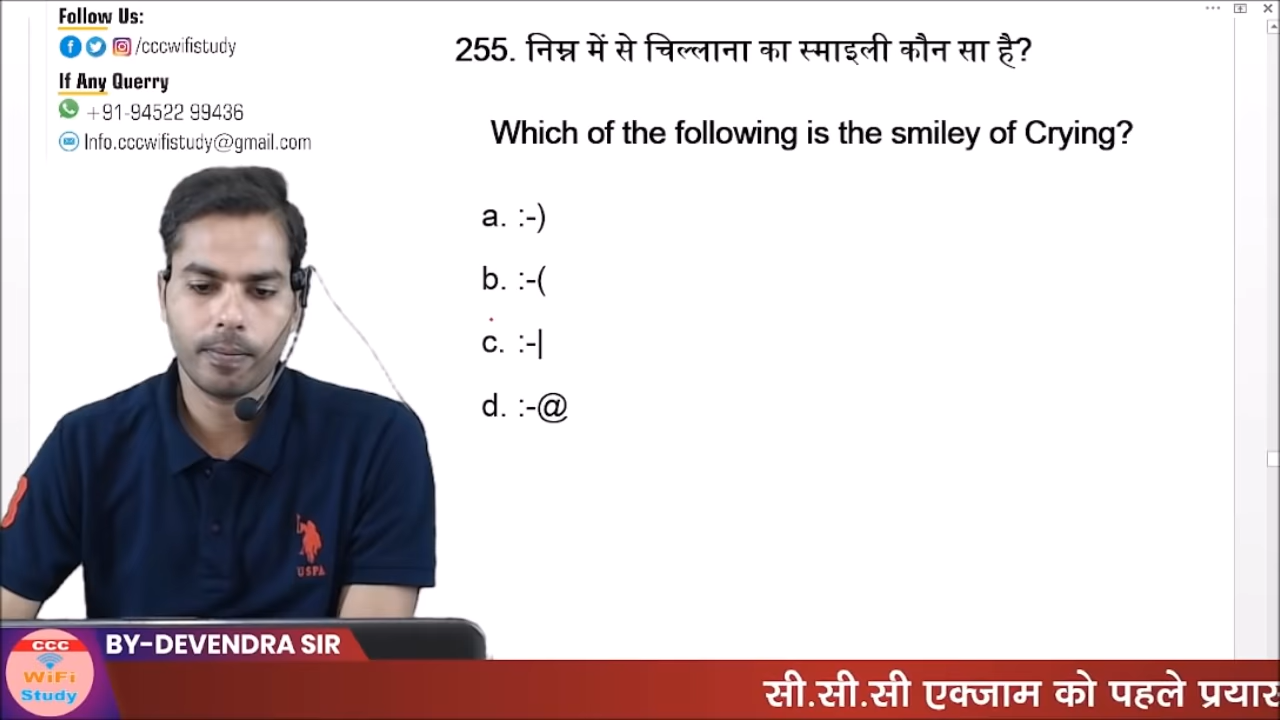 Follow Us:
/cccwifistudy
If Any Querry
+91-94522 99436
Info.cccwifistudy@gmail.com
255. निम्न में से चिल्लाना का स्माइली कौन सा है?
Which of the following is the smiley of Crying?
a. :-)
b. :-(
c. :-|
d. :-@
USPA
CCC
WiFi
Study
BY-DEVENDRA SIR
सी.सी.सी एक्जाम को पहले प्रयास